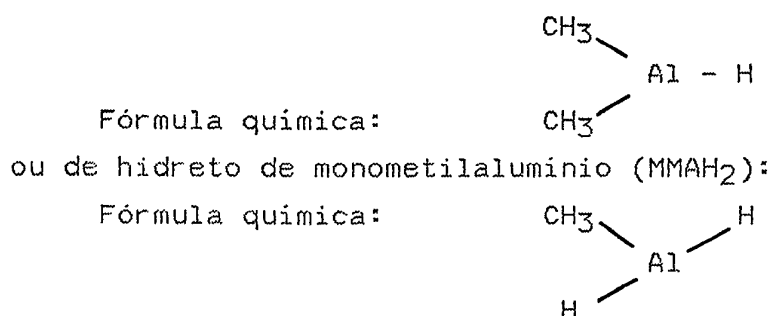 CH3
Al - H
Fórmula química: CH3
ou de hidreto de monometilalumínio (MMAH2):
Fórmula química: CH3 H
Al
H